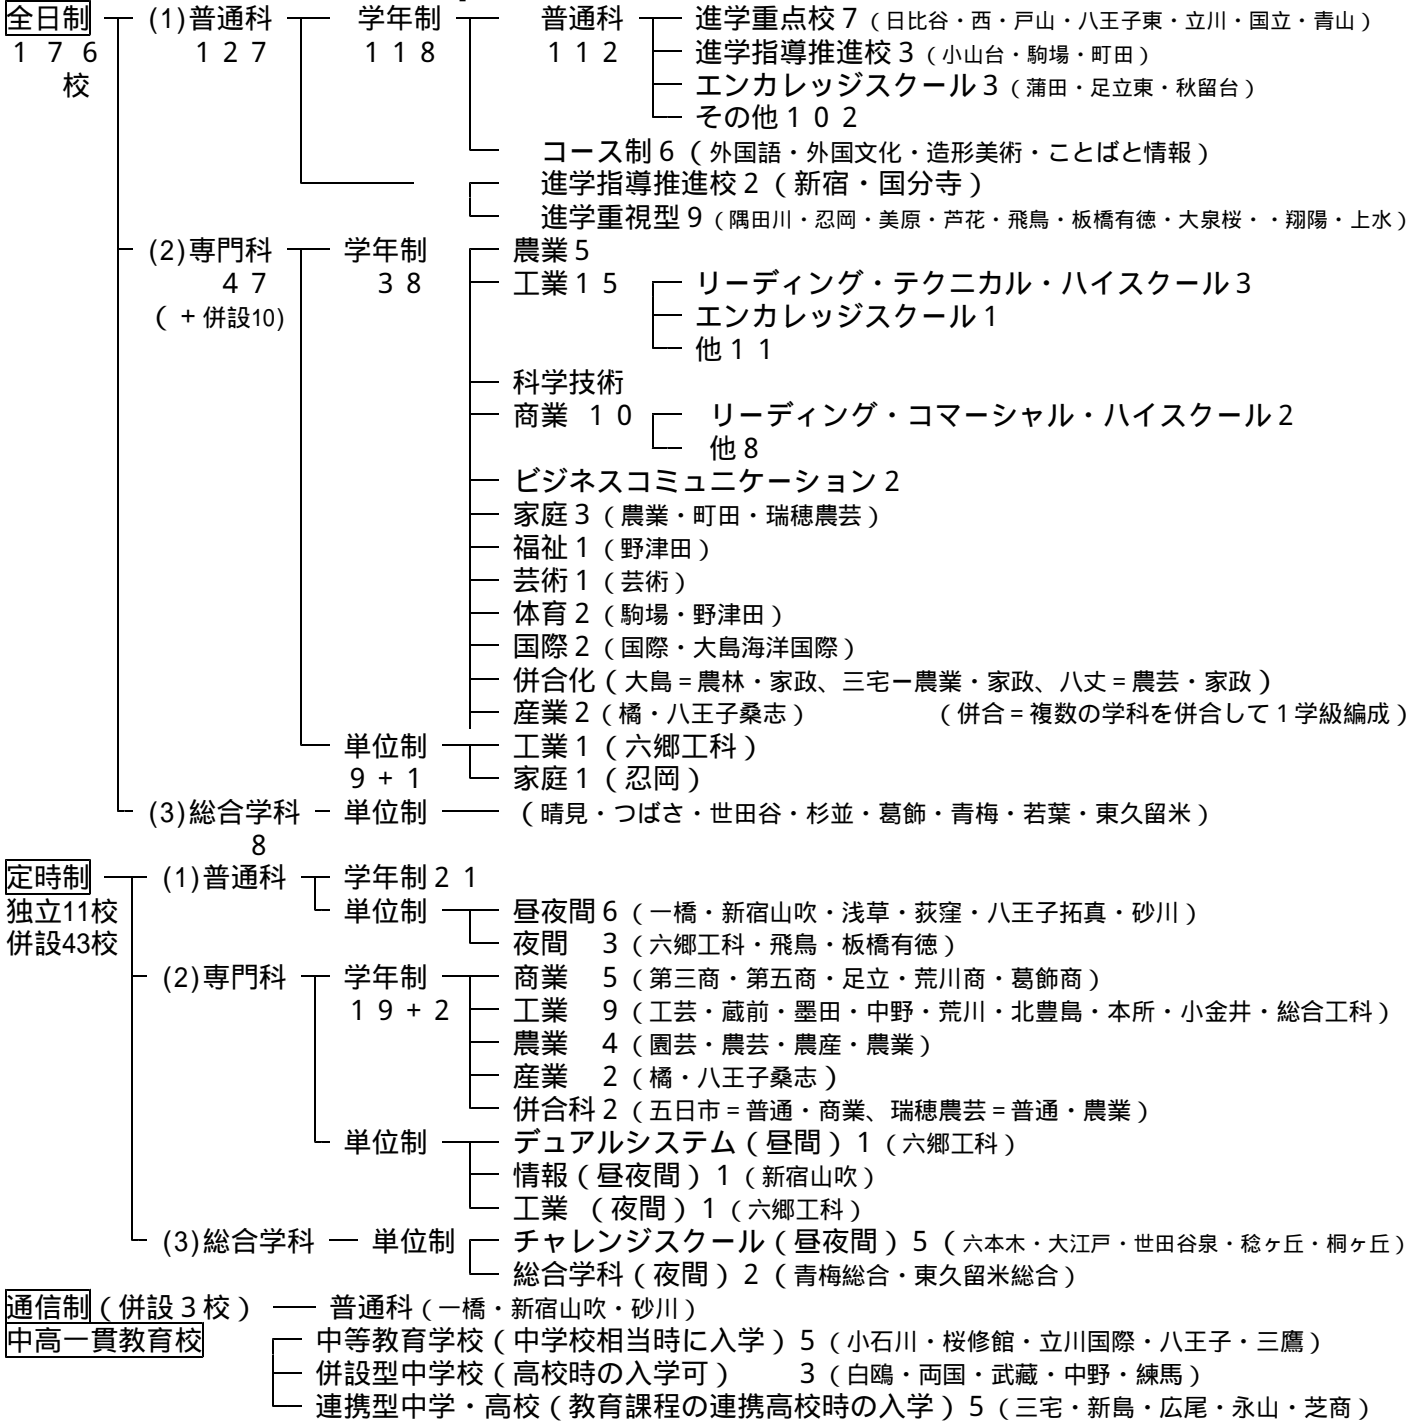 全日制 (1)普通科 学年制 普通科 進学重点校7（日比谷・西・戸山・八王子東・立川・国立・青山）
176 127 118 112 進学指導推進校3（小山台・駒場・町田）
校 エンカレッジスクール3（蒲田・足立東・秋留台）
その他102
コース制6（外国語・外国文化・造形美術・ことばと情報）
進学指導推進校2（新宿・国分寺）
進学重視型9（隅田川・忍岡・美原・芦花・飛鳥・板橋有徳・大泉桜・・翔陽・上水）
(2)専門科 学年制 農業5
47 38 工業15 リーディング・テクニカル・ハイスクール3
（+併設10) エンカレッジスクール1
他11
科学技術
商業 10 リーディング・コマーシャル・ハイスクール2
他8
ビジネスコミュニケーション2
家庭3（農業・町田・瑞穂農芸）
福祉1（野津田）
芸術1（芸術）
体育2（駒場・野津田）
国際2（国際・大島海洋国際）
併合化（大島=農林・家政、三宅ー農業・家政、八丈=農芸・家政）
産業2（橘・八王子桑志） （併合=複数の学科を併合して1学級編成）
単位制 工業1（六郷工科）
9+1 家庭1（忍岡）
(3)総合学科 単位制 （晴見・つばさ・世田谷・杉並・葛飾・青梅・若葉・東久留米）
8
定時制 (1)普通科 学年制21
独立11校 単位制 昼夜間6（一橋・新宿山吹・浅草・荻窪・八王子拓真・砂川）
併設43校 夜間 3（六郷工科・飛鳥・板橋有徳）
(2)専門科 学年制 商業 5（第三商・第五商・足立・荒川商・葛飾商）
19+2 工業 9（工芸・蔵前・墨田・中野・荒川・北豊島・本所・小金井・総合工科）
農業 4（園芸・農芸・農産・農業）
産業 2（橘・八王子桑志）
併合科2（五日市=普通・商業、瑞穂農芸=普通・農業）
単位制 デュアルシステム（昼間）1（六郷工科）
情報（昼夜間）1（新宿山吹）
工業 （夜間）1（六郷工科）
(3)総合学科 単位制 チャレンジスクール（昼夜間）5（六本木・大江戸・世田谷泉・稔ヶ丘・桐ヶ丘）
総合学科（夜間）2（青梅総合・東久留米総合）
通信制（併設3校） 普通科（一橋・新宿山吹・砂川）
中高一貫教育校 中等教育学校（中学校相当時に入学）5（小石川・桜修館・立川国際・八王子・三鷹）
併設型中学校（高校時の入学可） 3（白鴎・両国・武蔵・中野・練馬）
連携型中学・高校（教育課程の連携高校時の入学）5（三宅・新島・広尾・永山・芝商）